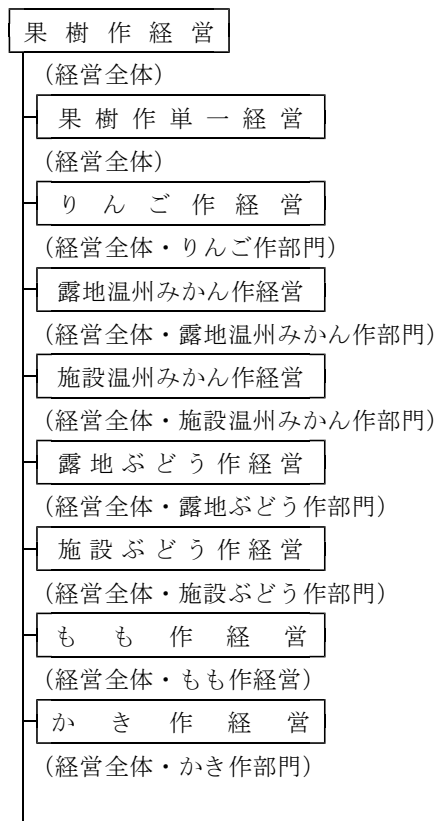 果樹作経営
(経営全体)
果樹作単一経営
(経営全体)
りんご作経営
(経営全体・りんご作部門)
露地温州みかん作経営
(経営全体・露地温州みかん作部門)
施設温州みかん作経営
(経営全体・施設温州みかん作部門)
露地ぶどう作経営
(経営全体・露地ぶどう作部門)
施設ぶどう作経営
(経営全体・施設ぶどう作部門)
もも作経営
(経営全体・もも作経営)
かき作経営
(経営全体・かき作部門)